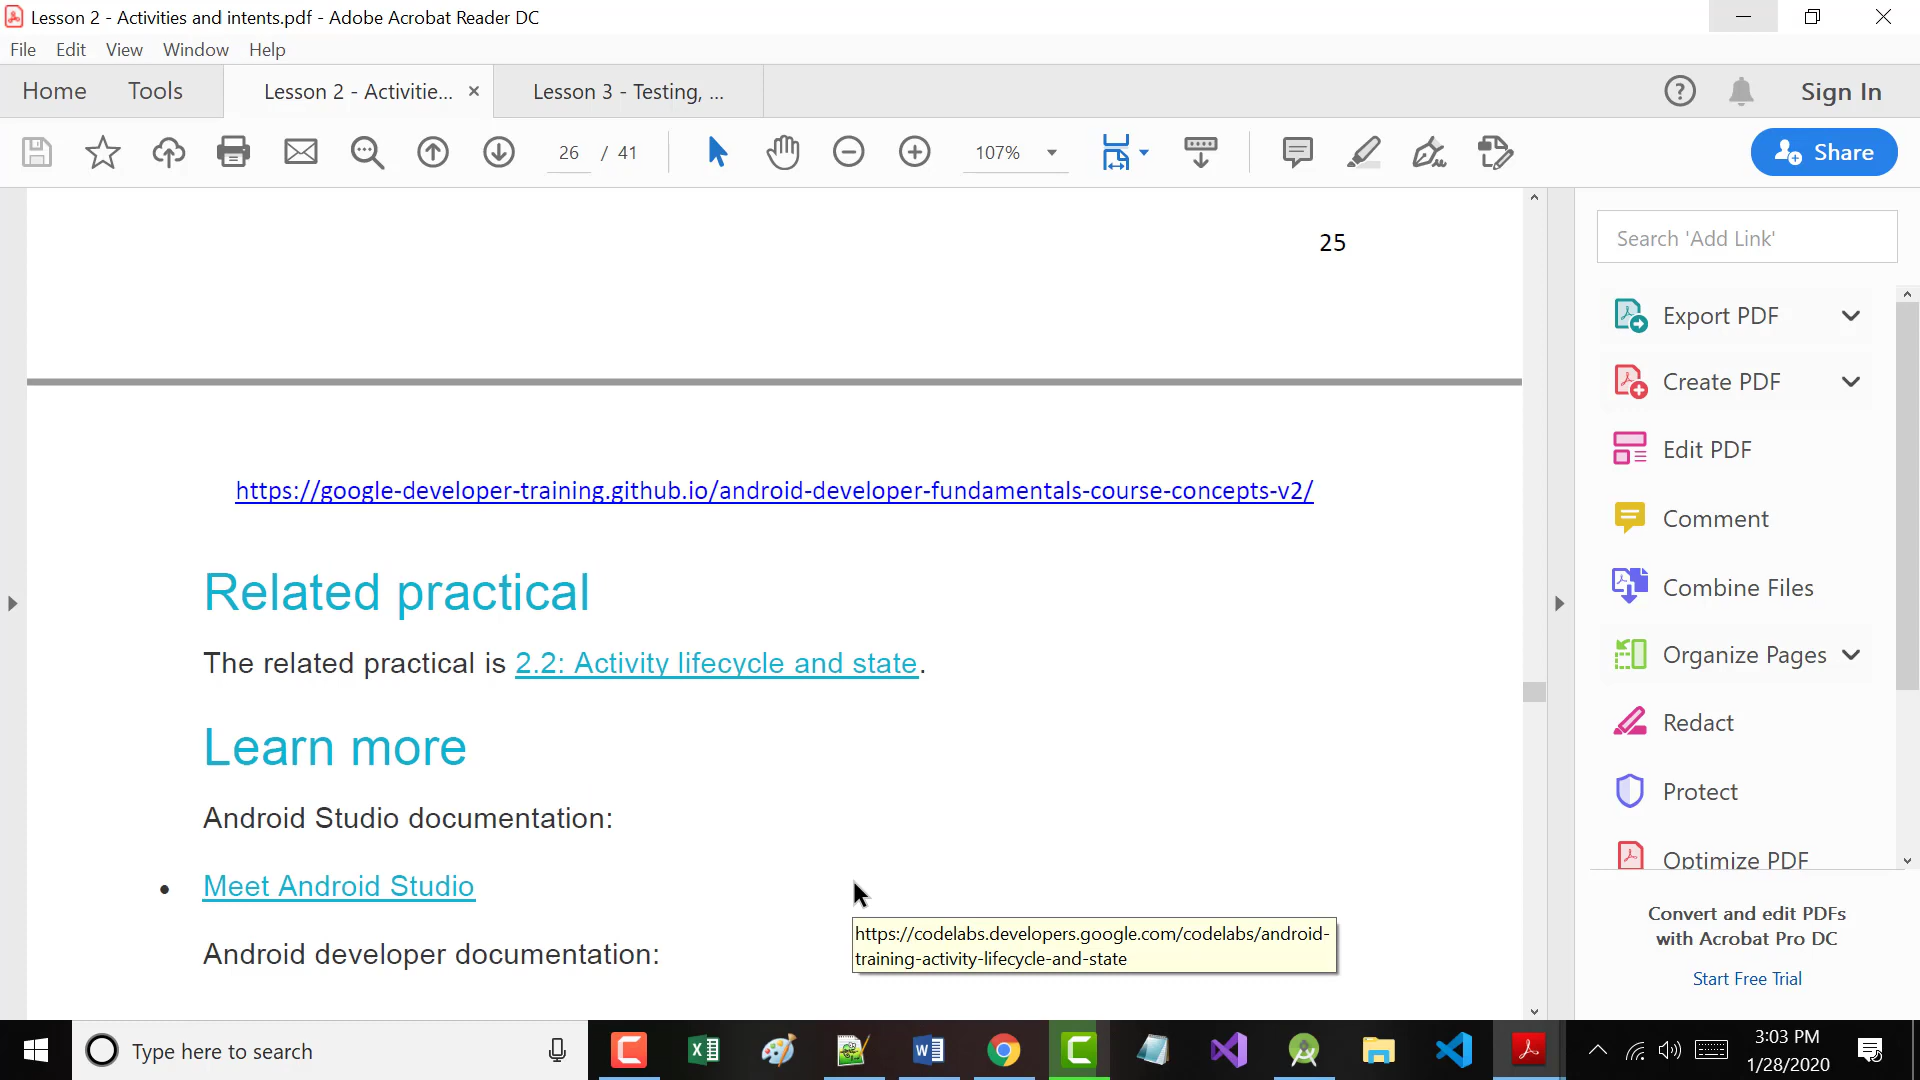 Lesson 2 - Activities and intents.pdf - Adobe Acrobat Reader DC
File Edit View Window Help
Home Tools Lesson 2 - Activitie... × Lesson 3 - Testing, ... Sign In
26 / 41 107% Share
25
https://google-developer-training.github.io/android-developer-fundamentals-course-concepts-v2/
Related practical
The related practical is 2.2: Activity lifecycle and state.
Learn more
Android Studio documentation:
• Meet Android Studio
Android developer documentation:
https://codelabs.developers.google.com/codelabs/android-
training-activity-lifecycle-and-state
Search 'Add Link'
Export PDF
Create PDF
Edit PDF
Comment
Combine Files
Organize Pages
Redact
Protect
Optimize PDF
Convert and edit PDFs
with Acrobat Pro DC
Start Free Trial
Type here to search
3:03 PM
1/28/2020